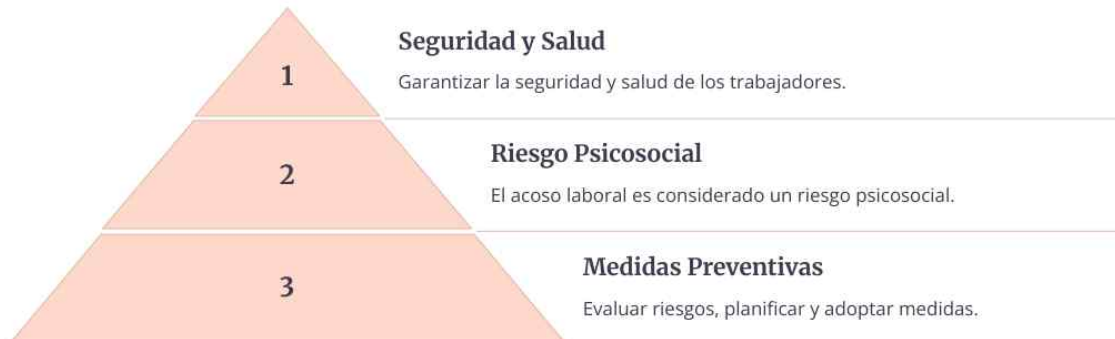 1
Seguridad y Salud
Garantizar la seguridad y salud de los trabajadores.
2
Riesgo Psicosocial
El acoso laboral es considerado un riesgo psicosocial.
3
Medidas Preventivas
Evaluar riesgos, planificar y adoptar medidas.